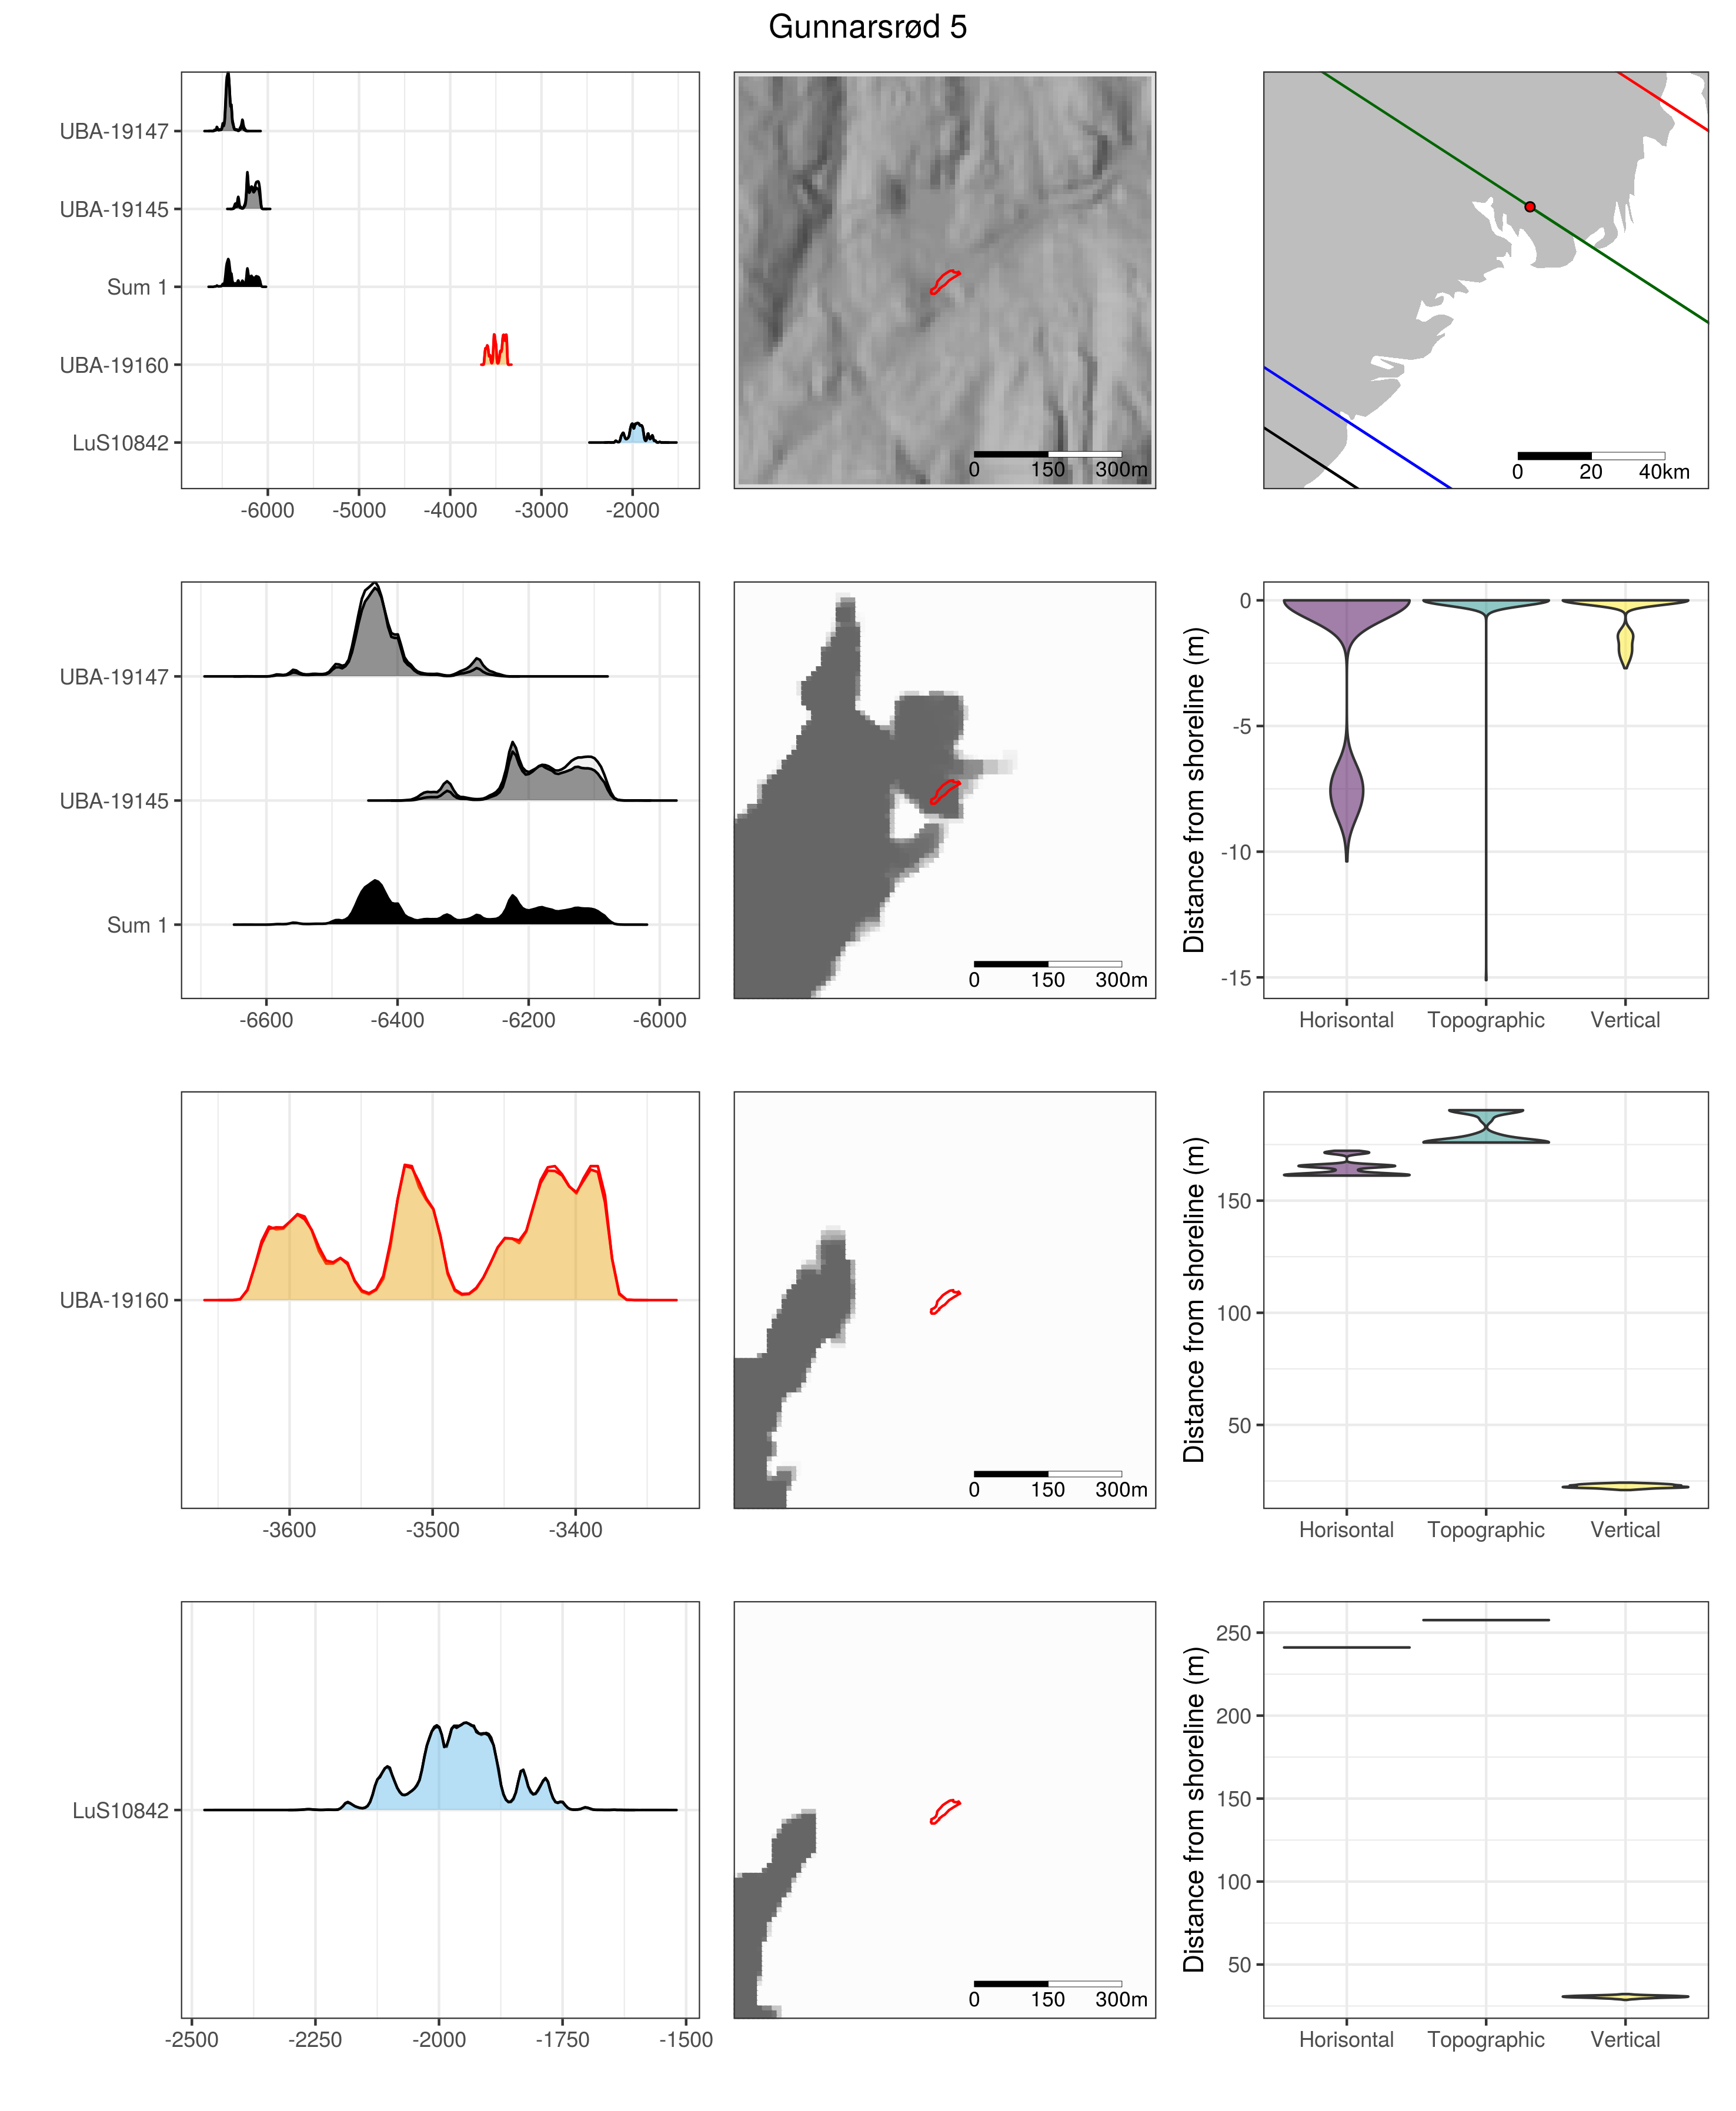 Gunnarsrød 5
UBA-19147
UBA-19145
Sum 1
UBA-19160
LuS10842
-6000 -5000 -4000 -3000 -2000
0 150 300m
0 20 40km
UBA-19147
UBA-19145
Sum 1
-6600 -6400 -6200 -6000
0 150 300m
Distance from shoreline (m)
0
-5
-10
-15
Horisontal Topographic Vertical
UBA-19160
-3600 -3500 -3400
0 150 300m
Distance from shoreline (m)
150
100
50
Horisontal Topographic Vertical
LuS10842
-2500 -2250 -2000 -1750 -1500
0 150 300m
Distance from shoreline (m)
250
200
150
100
50
Horisontal Topographic Vertical